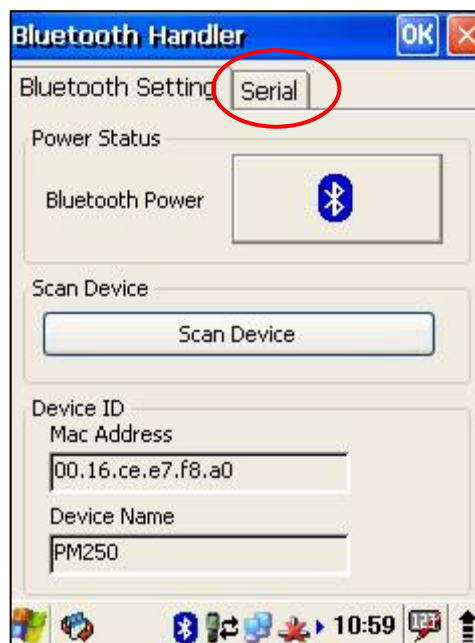 Bluetooth Handler OK
Bluetooth Setting Serial
Power Status
Bluetooth Power
Scan Device
Scan Device
Device ID
Mac Address
00.16.ce.e7.f8.a0
Device Name
PM250
10:59 123